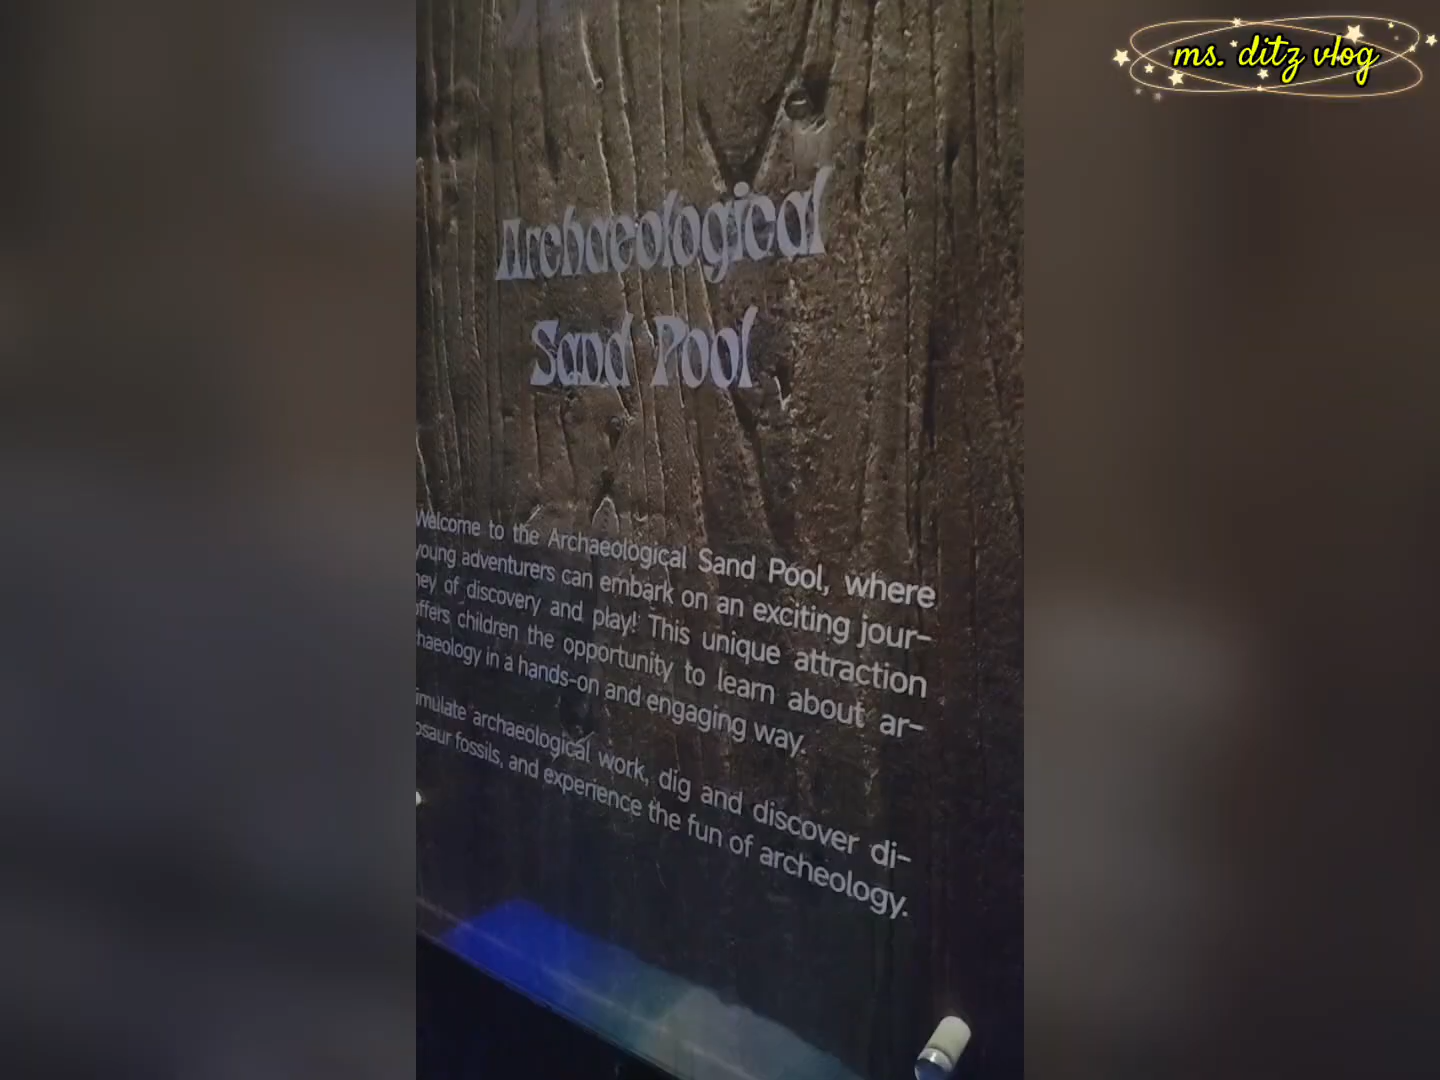 ms. ditz vlog
Archaeological
Sand Pool
Welcome to the Archaeological Sand Pool, where
young adventurers can embark on an exciting jour-
ney of discovery and play! This unique attraction
offers children the opportunity to learn about ar-
chaeology in a hands-on and engaging way.
imulate archaeological work, dig and discover di-
osaur fossils, and experience the fun of archeology.